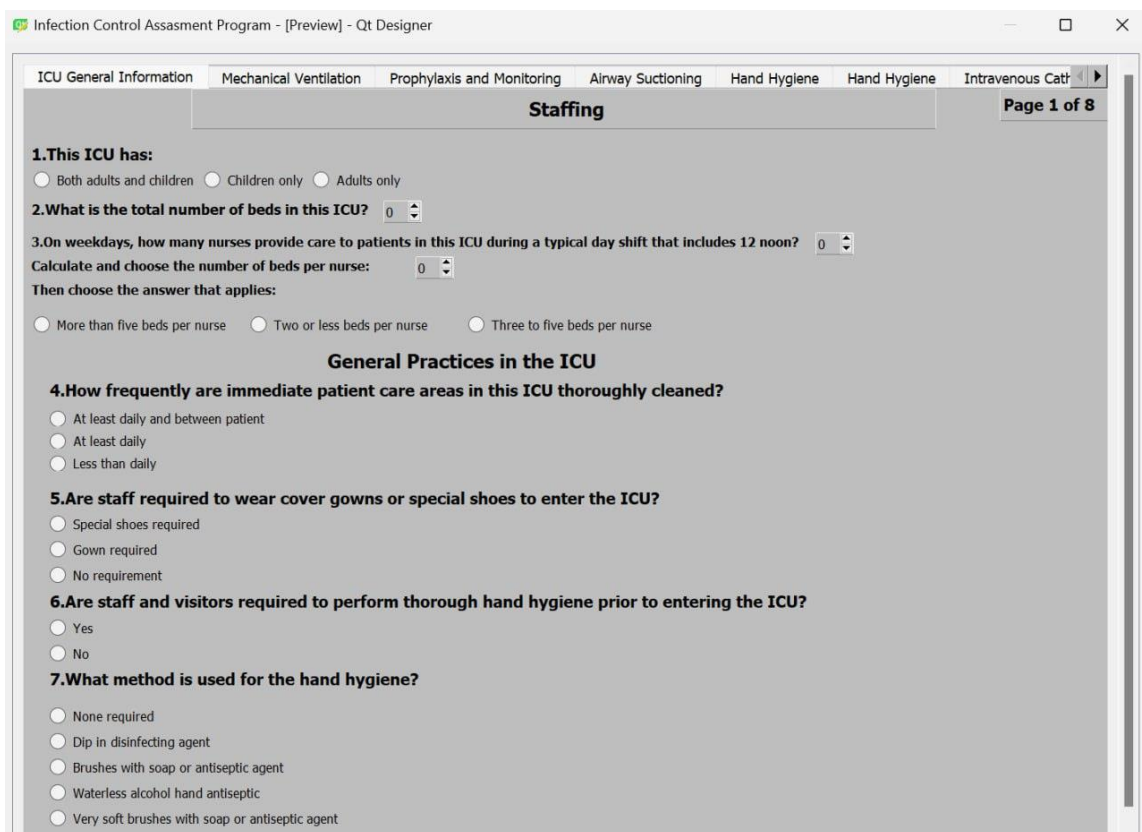 Infection Control Assasment Program - [Preview] - Qt Designer
ICU General Information Mechanical Ventilation Prophylaxis and Monitoring Airway Suctioning Hand Hygiene Hand Hygiene Intravenous Cath
Staffing Page 1 of 8
1.This ICU has:
Both adults and children Children only Adults only
2.What is the total number of beds in this ICU? 0
3.On weekdays, how many nurses provide care to patients in this ICU during a typical day shift that includes 12 noon? 0
Calculate and choose the number of beds per nurse: 0
Then choose the answer that applies:
More than five beds per nurse Two or less beds per nurse Three to five beds per nurse
General Practices in the ICU
4.How frequently are immediate patient care areas in this ICU thoroughly cleaned?
At least daily and between patient
At least daily
Less than daily
5.Are staff required to wear cover gowns or special shoes to enter the ICU?
Special shoes required
Gown required
No requirement
6.Are staff and visitors required to perform thorough hand hygiene prior to entering the ICU?
Yes
No
7.What method is used for the hand hygiene?
None required
Dip in disinfecting agent
Brushes with soap or antiseptic agent
Waterless alcohol hand antiseptic
Very soft brushes with soap or antiseptic agent